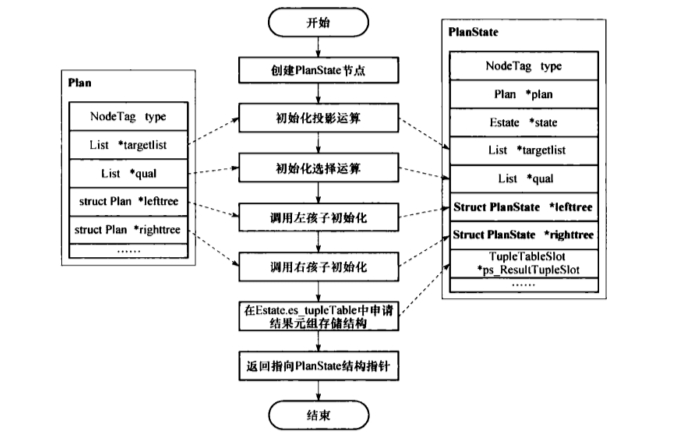 开始
创建PlanState节点
初始化投影运算
初始化选择运算
调用左孩子初始化
调用右孩子初始化
在Estate.es_tupleTable中申请
结果元组存储结构
返回指向PlanState结构指针
结束
Plan
NodeTag type
List *targetlist
List *qual
struct Plan *lefttree
struct Plan *righttree
……
PlanState
NodeTag type
Plan *plan
Estate *state
List *targetlist
List *qual
Struct PlanState *lefttree
Struct PlanState *righttree
TupleTableSlot
*ps_ResultTupleSlot
……